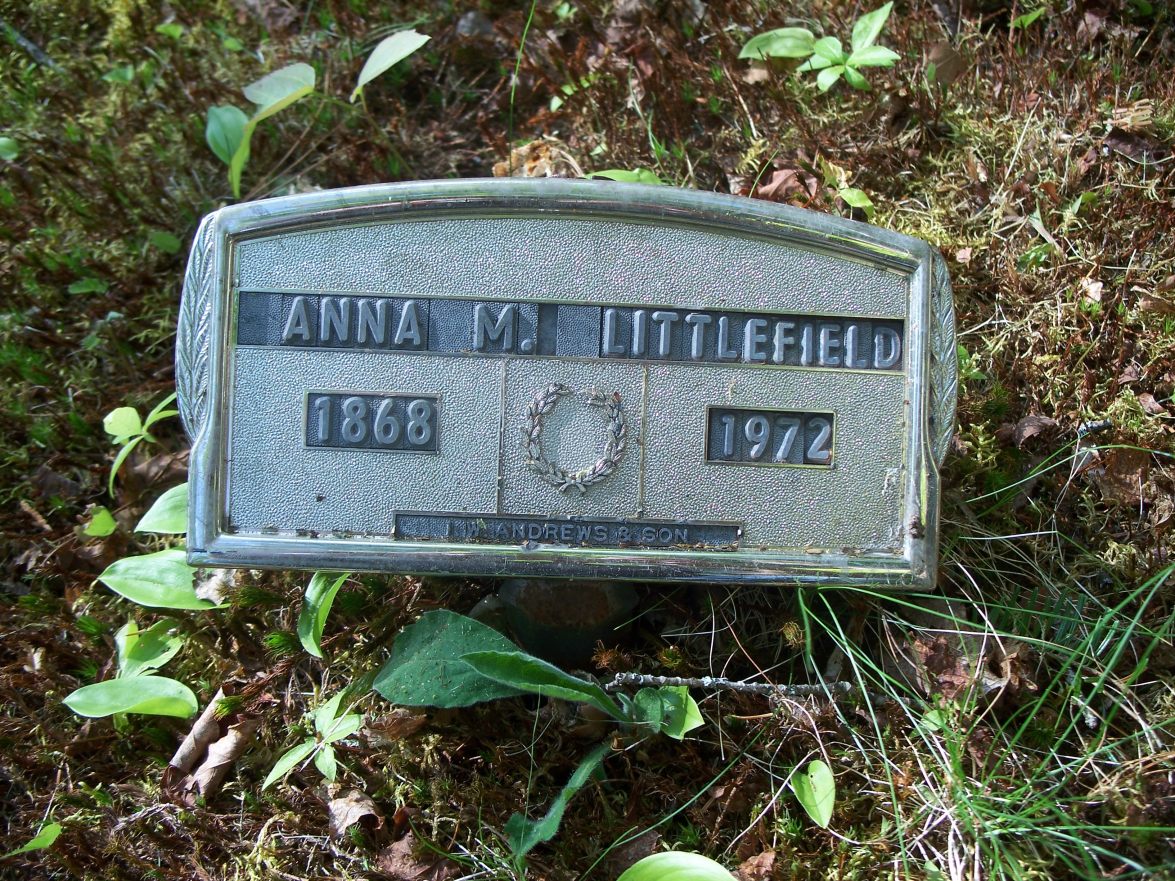 ANNA M. LITTLEFIELD
1868 1972
W. ANDREWS & SON